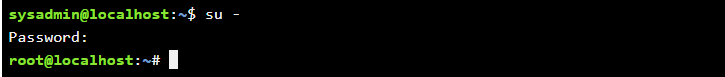 sysadmin@localhost:~$ su -
Password:
root@localhost:~#